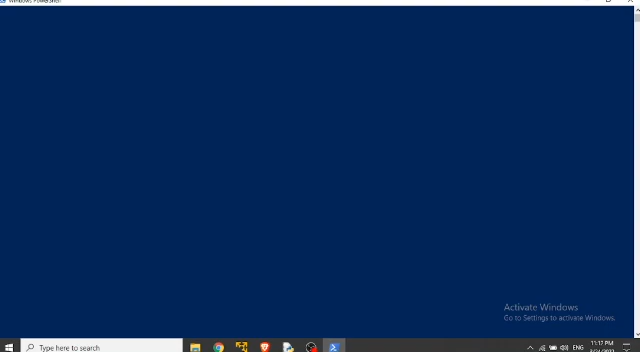 Windows PowerShell
Activate Windows
Go to Settings to activate Windows.
Type here to search
ENG
11:17 PM